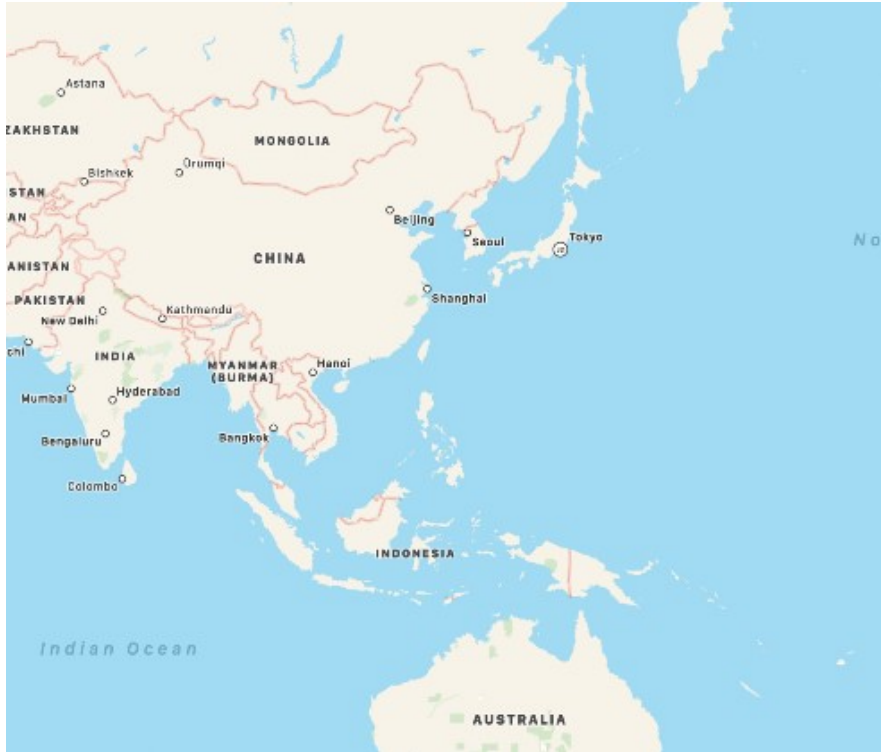 Astana
ZAKHSTAN
MONGOLIA
Bishkek
Ürümqi
STAN
Beijing
AN
Seoul
Tokyo
No
CHINA
ANISTAN
PAKISTAN
Shanghai
New Delhi
Kathmandu
chi
INDIA
MYANMAR
(BURMA)
Hanoi
Mumbai
Hyderabad
Bengaluru
Bangkok
Colombo
INDONESIA
Indian Ocean
AUSTRALIA